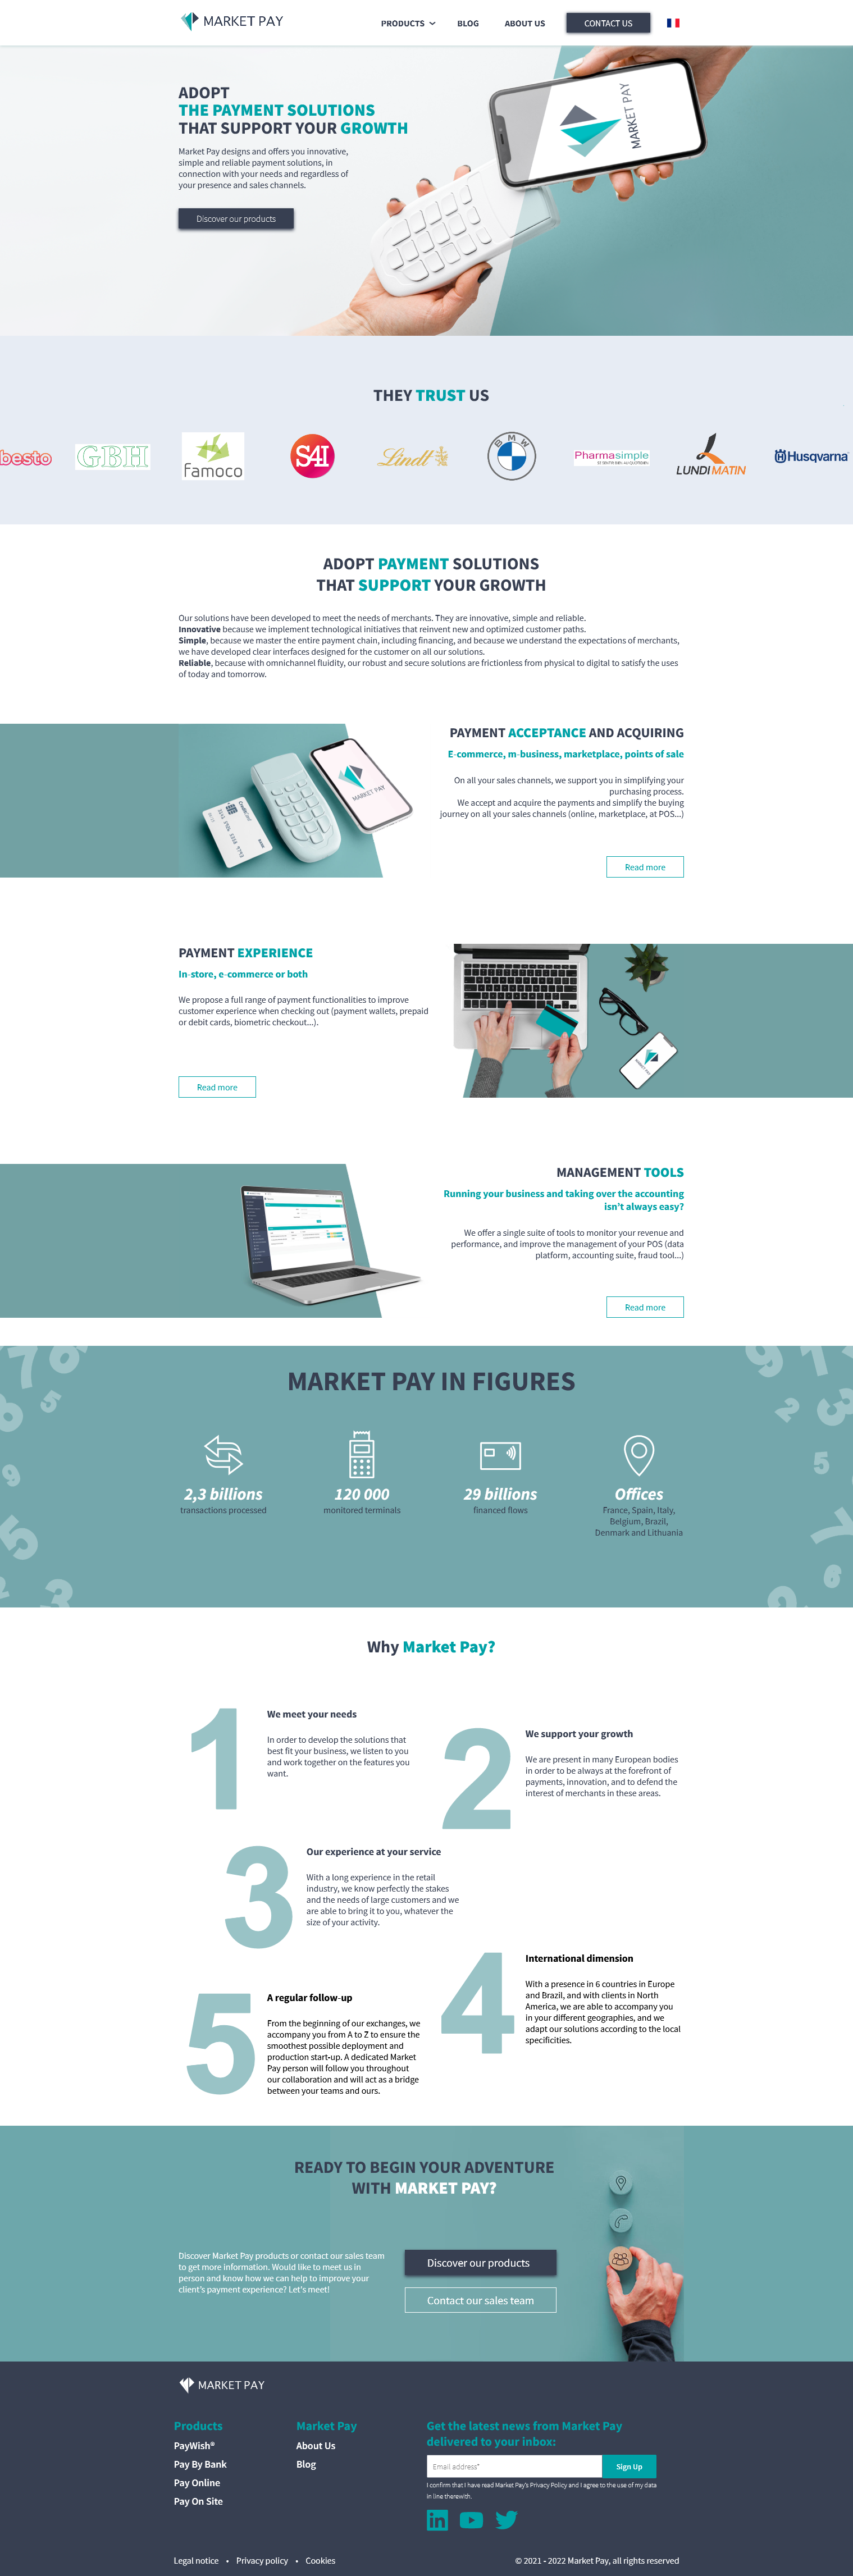 MARKET PAY
PRODUCTS
BLOG
ABOUT US
CONTACT US
ADOPT
THE PAYMENT SOLUTIONS
THAT SUPPORT YOUR GROWTH
Market Pay designs and offers you innovative,
simple and reliable payment solutions, in
connection with your needs and regardless of
your presence and sales channels.
Discover our products
MARKET PAY
THEY TRUST US
besto
GBH
Famoco
S4I
Lindt
BMW
Pharmasimple
LUNDI MATIN
Husqvarna
ADOPT PAYMENT SOLUTIONS
THAT SUPPORT YOUR GROWTH
Our solutions have been developed to meet the needs of merchants. They are innovative, simple and reliable.
Innovative because we implement technological initiatives that reinvent new and optimized customer paths.
Simple, because we master the entire payment chain, including financing, and because we understand the expectations of merchants,
we have developed clear interfaces designed for the customer on all our solutions.
Reliable, because with omnichannel fluidity, our robust and secure solutions are frictionless from physical to digital to satisfy the uses
of today and tomorrow.
MARKET PAY
PAYMENT ACCEPTANCE AND ACQUIRING
E-commerce, m-business, marketplace, points of sale
On all your sales channels, we support you in simplifying your
purchasing process.
We accept and acquire the payments and simplify the buying
journey on all your sales channels (online, marketplace, at POS...)
Read more
PAYMENT EXPERIENCE
In-store, e-commerce or both
We propose a full range of payment functionalities to improve
customer experience when checking out (payment wallets, prepaid
or debit cards, biometric checkout...).
Read more
MARKET PAY
MANAGEMENT TOOLS
Running your business and taking over the accounting
isn't always easy?
We offer a single suite of tools to monitor your revenue and
performance, and improve the management of your POS (data
platform, accounting suite, fraud tool...)
Read more
MARKET PAY IN FIGURES
2,3 billions
transactions processed
120 000
monitored terminals
29 billions
financed flows
Offices
France, Spain, Italy,
Belgium, Brazil,
Denmark and Lithuania
Why Market Pay?
1
We meet your needs
In order to develop the solutions that
best fit your business, we listen to you
and work together on the features you
want.
2
We support your growth
We are present in many European bodies
in order to be always at the forefront of
payments, innovation, and to defend the
interest of merchants in these areas.
3
Our experience at your service
With a long experience in the retail
industry, we know perfectly the stakes
and the needs of large customers and we
are able to bring it to you, whatever the
size of your activity.
4
International dimension
With a presence in 6 countries in Europe
and Brazil, and with clients in North
America, we are able to accompany you
in your different geographies, and we
adapt our solutions according to the local
specificities.
5
A regular follow-up
From the beginning of our exchanges, we
accompany you from A to Z to ensure the
smoothest possible deployment and
production start-up. A dedicated Market
Pay person will follow you throughout
our collaboration and will act as a bridge
between your teams and ours.
READY TO BEGIN YOUR ADVENTURE
WITH MARKET PAY?
Discover Market Pay products or contact our sales team
to get more information. Would like to meet us in
person and know how we can help to improve your
client's payment experience? Let's meet!
Discover our products
Contact our sales team
MARKET PAY
Products
PayWish®
Pay By Bank
Pay Online
Pay On Site
Market Pay
About Us
Blog
Get the latest news from Market Pay
delivered to your inbox:
Email address*
Sign Up
I confirm that I have read Market Pay's Privacy Policy and I agree to the use of my data
in line therewith.
Legal notice • Privacy policy • Cookies
© 2021 - 2022 Market Pay, all rights reserved